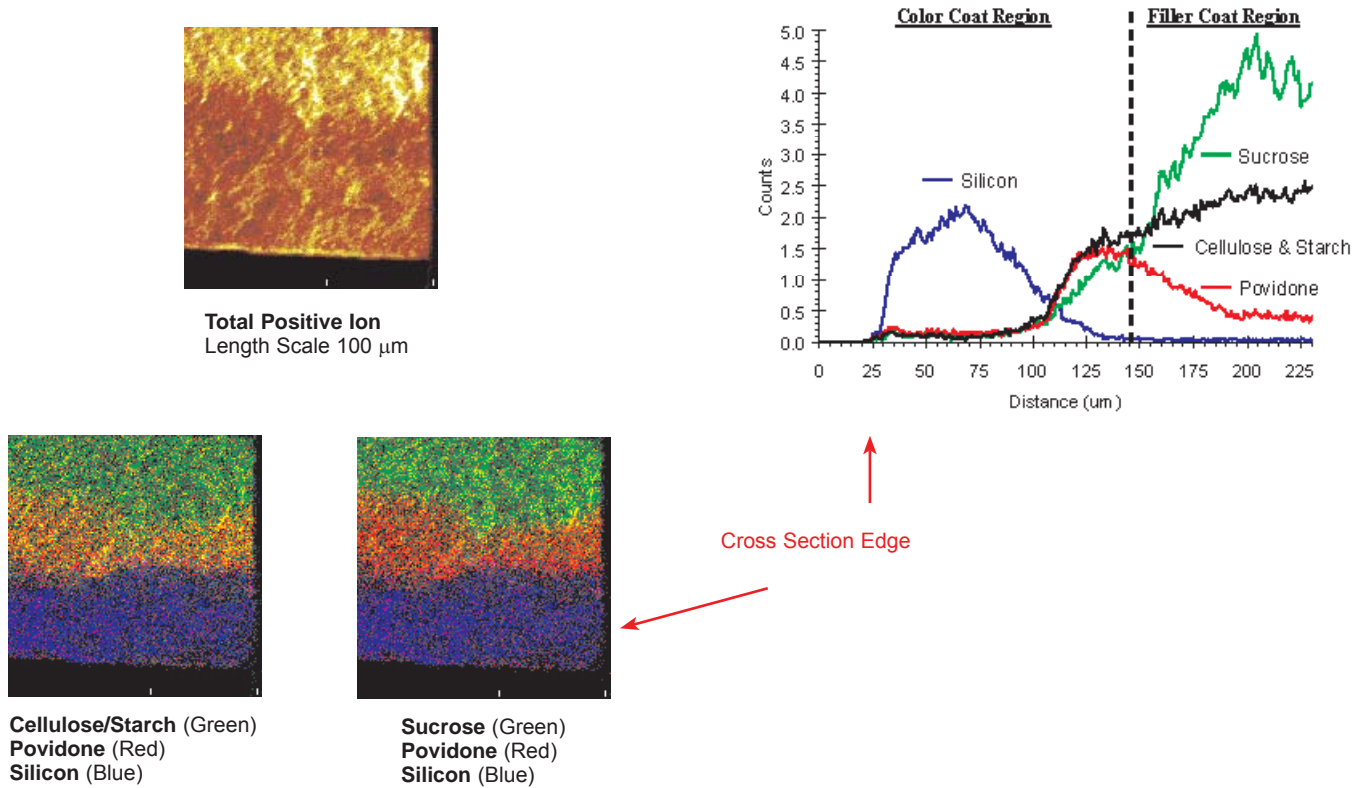 Color Coat Region
Filler Coat Region
5.0
4.5
4.0
3.5
3.0
2.5
2.0
1.5
1.0
0.5
0.0
Counts
Silicon
Sucrose
Cellulose & Starch
Povidone
0 25 50 75 100 125 150 175 200 225
Distance (um)
Total Positive Ion
Length Scale 100 μm
Cross Section Edge
Cellulose/Starch (Green)
Povidone (Red)
Silicon (Blue)
Sucrose (Green)
Povidone (Red)
Silicon (Blue)